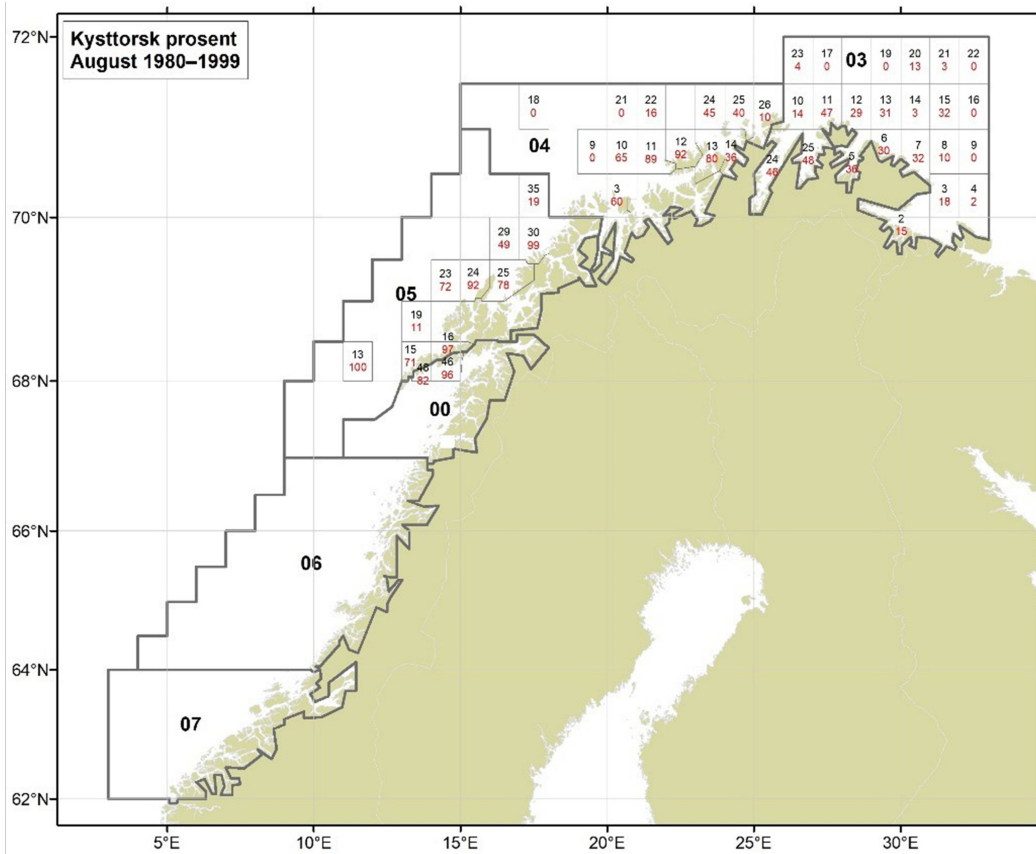 Kysttorsk prosent
August 1980–1999
72°N
70°N
68°N
66°N
64°N
62°N
5°E
10°E
15°E
20°E
25°E
30°E
03
04
05
00
06
07
23 17 19 20 21 22
4 0 0 13 3 0
18 21 22 24 25 26 10 11 12 13 14 15 16
0 0 16 45 40 10 14 47 29 31 3 32 0
9 10 11 12 13 14 24 25 5 6 7 8 9
0 65 89 92 80 36 46 48 36 30 32 10 0
35 3 2 3 4
19 60 15 18 2
29 30
49 99
23 24 25
72 92 78
19
11
13 15 16
100 71 97
48 46
82 96